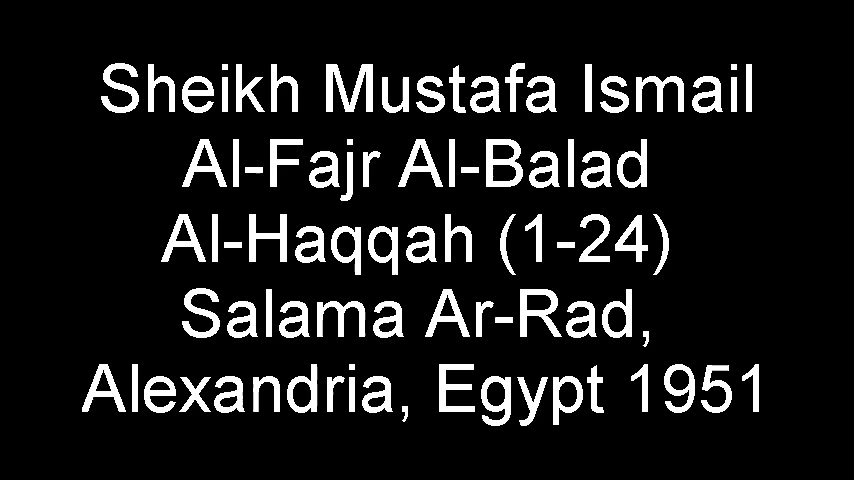 Sheikh Mustafa Ismail
Al-Fajr Al-Balad
Al-Haqqah (1-24)
Salama Ar-Rad,
Alexandria, Egypt 1951